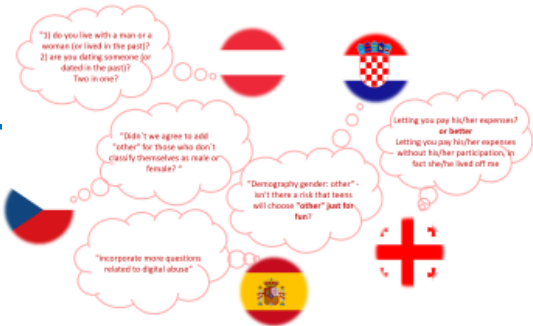 "1) do you live with a man or a
woman (or lived in the past)?
2) are you dating someone (or
dated in the past)?
Two in one?
"Didn`t we agree to add
"other" for those who don`t
classify themselves as male or
female? "
Letting you pay his/her expenses?
or better
Letting you pay his/her expenses
without his/her participation, in
fact she/he lived off me
"Demography gender: other" -
isn't there a risk that teens
will choose "other" just for
fun?
"Incorporate more questions
related to digital abuse"